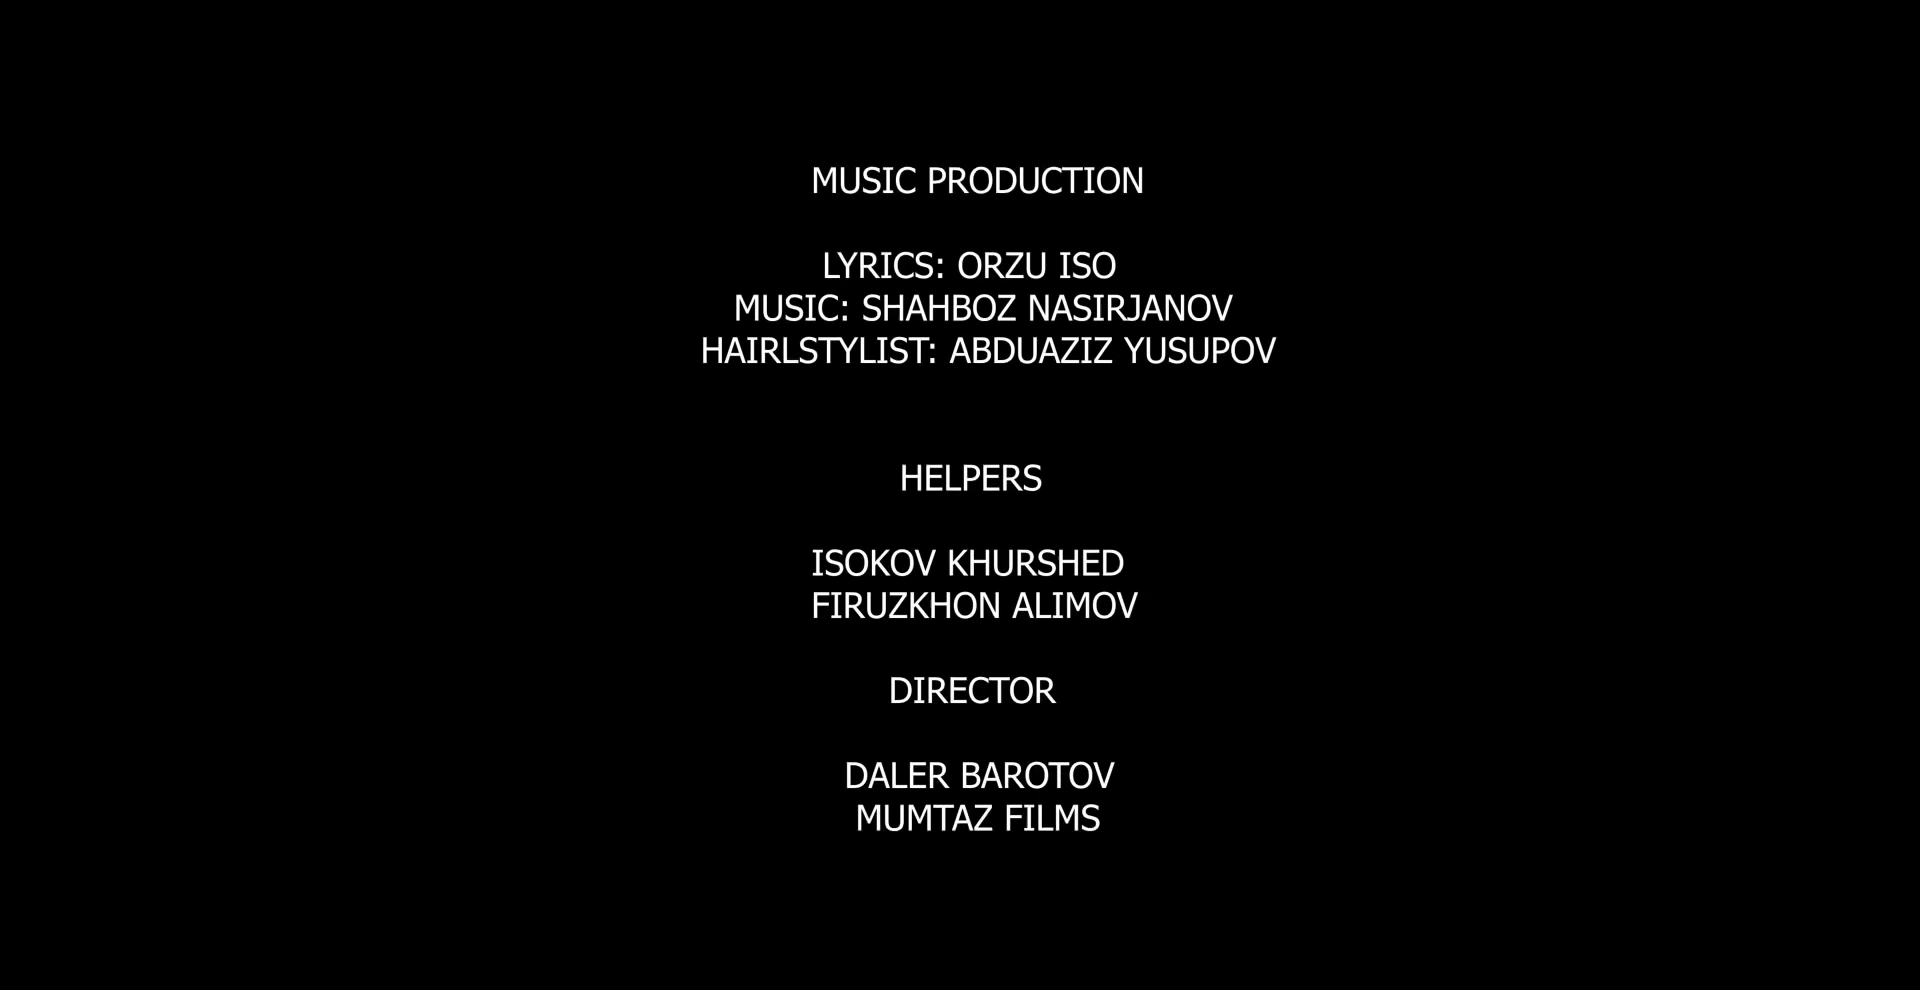 MUSIC PRODUCTION
LYRICS: ORZU ISO
MUSIC: SHAHBOZ NASIRJANOV
HAIRLSTYLIST: ABDUAZIZ YUSUPOV
HELPERS
ISOKOV KHURSHED
FIRUZKHON ALIMOV
DIRECTOR
DALER BAROTOV
MUMTAZ FILMS